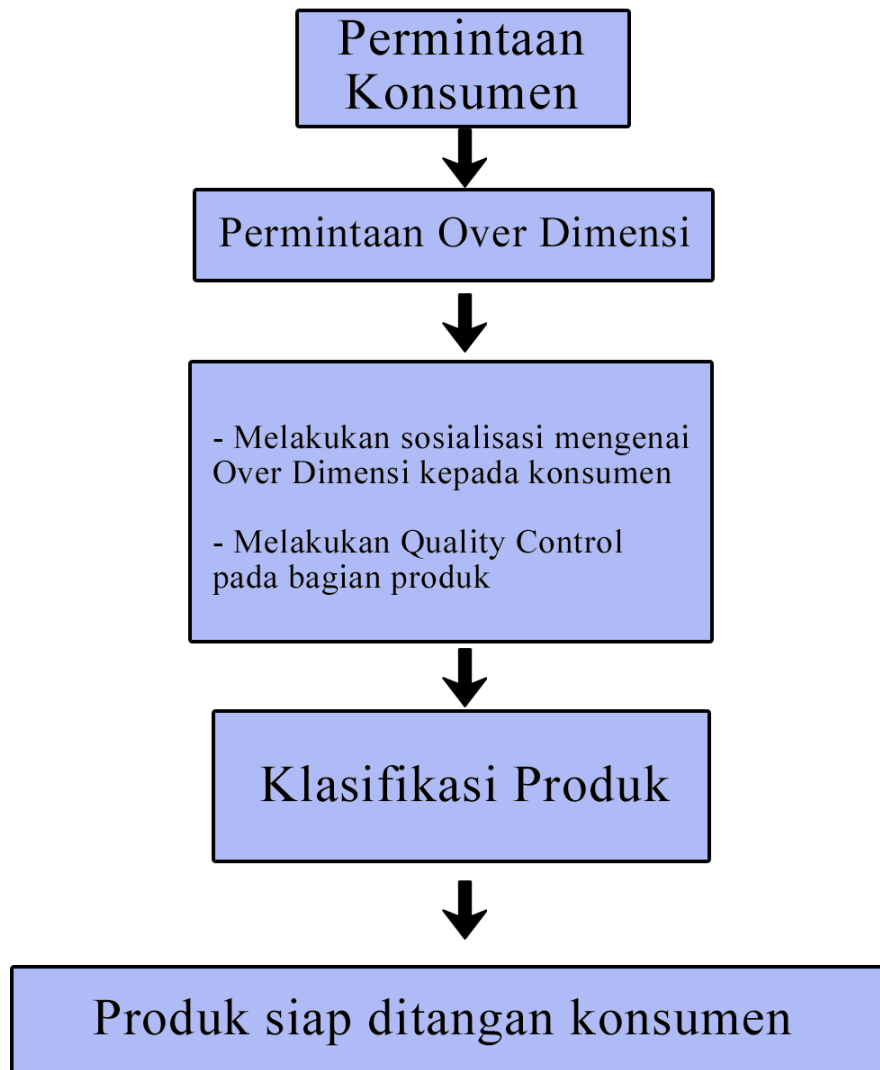 Permintaan
Konsumen
Permintaan Over Dimensi
- Melakukan sosialisasi mengenai
Over Dimensi kepada konsumen
- Melakukan Quality Control
pada bagian produk
Klasifikasi Produk
Produk siap ditangan konsumen